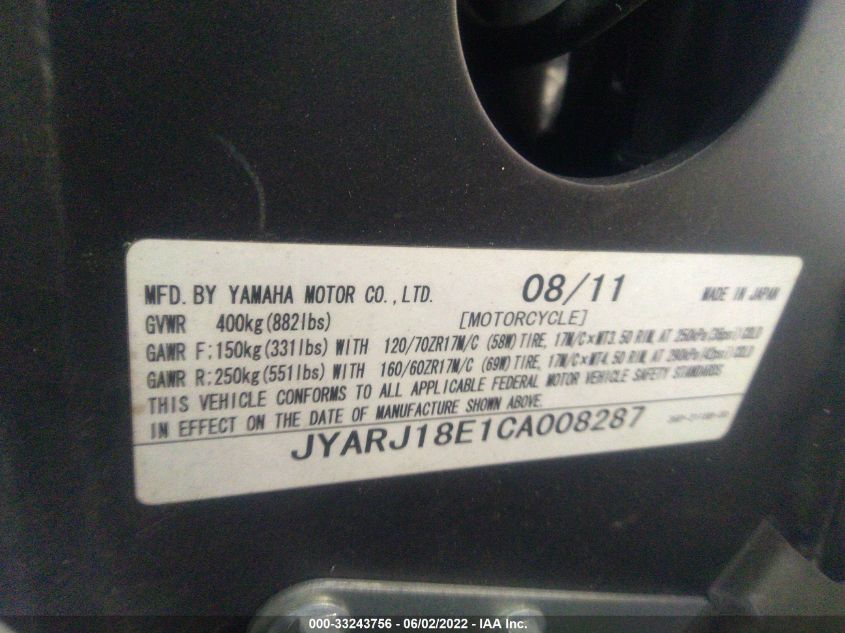 MFD. BY YAMAHA MOTOR CO., LTD. 08/11 MADE IN JAPAN
GVWR 400kg(882lbs) [MOTORCYCLE]
GAWR F:150kg(331lbs) WITH 120/70ZR17M/C (58W) TIRE, 17M/C×MT3.50 RIM, AT 250kPa(36psi) COLD
GAWR R:250kg(551lbs) WITH 160/60ZR17M/C (69W) TIRE, 17M/C×MT4.50 RIM, AT 290kPa(42psi) COLD
THIS VEHICLE CONFORMS TO ALL APPLICABLE FEDERAL MOTOR VEHICLE SAFETY STANDARDS
IN EFFECT ON THE DATE OF MANUFACTURE SHOWN ABOVE.
JYARJ18E1CA008287
000-33243756 - 06/02/2022 - IAA Inc.